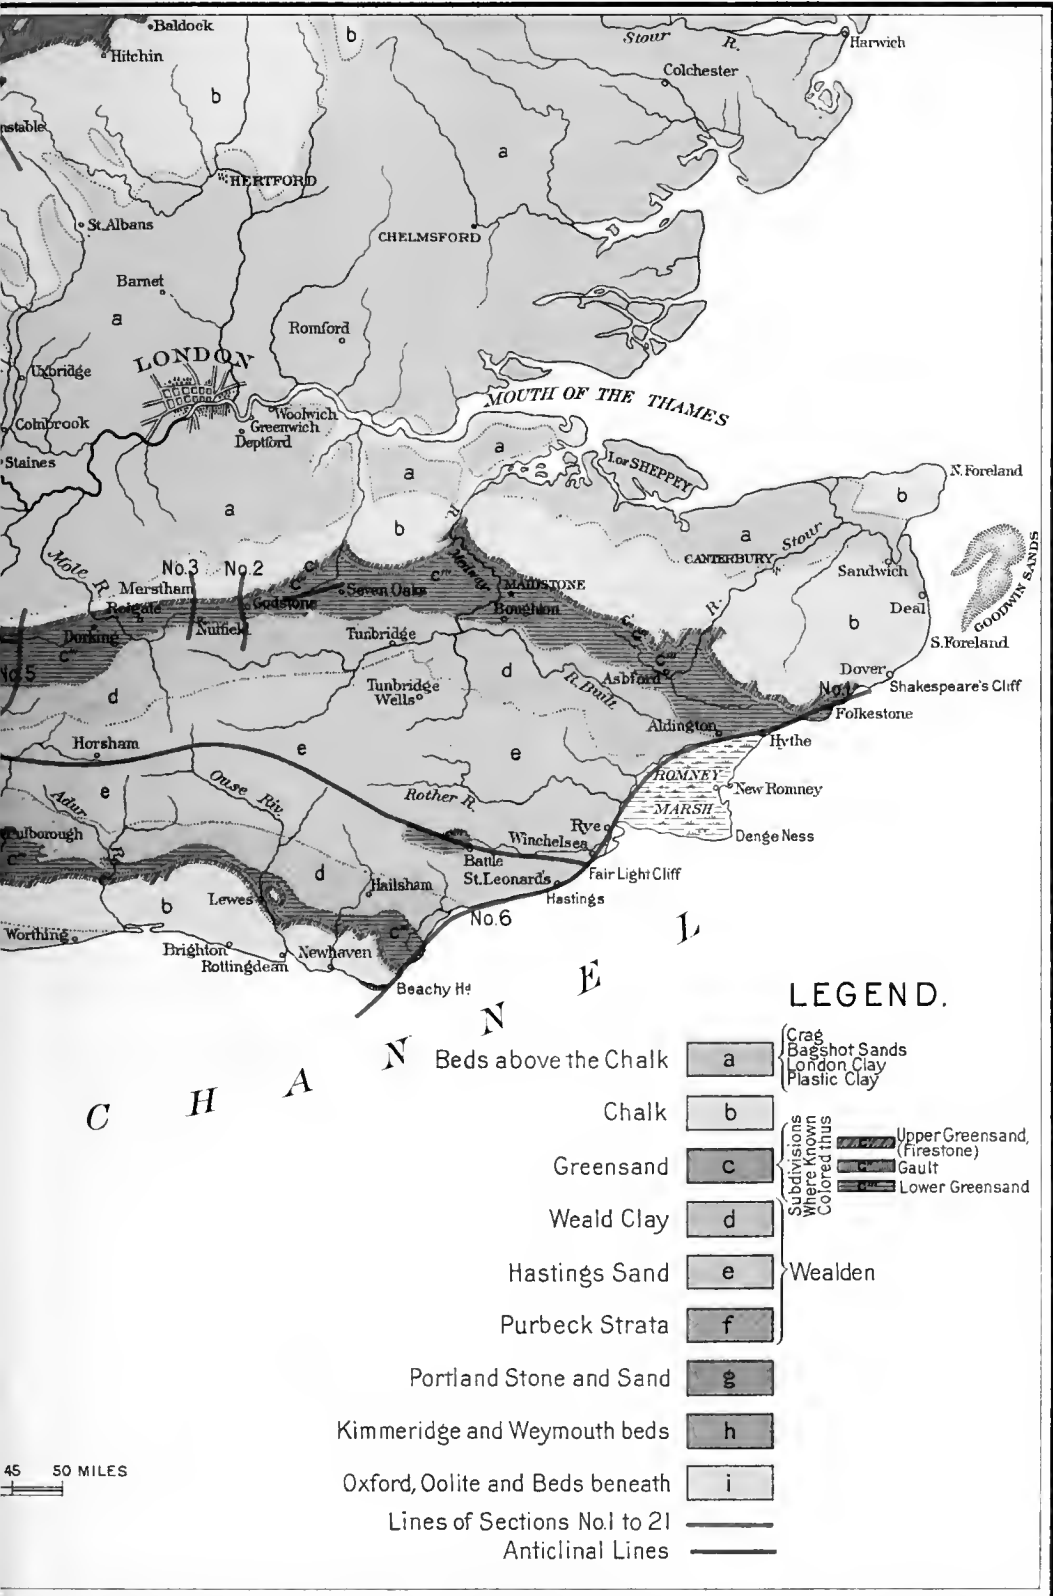 Baldock
Hitchin
b
Stour R.
Harwich
Colchester
b
nstable
a
HERTFORD
St. Albans
CHELMSFORD
Barnet
a
Romford
LONDON
Uxbridge
MOUTH OF THE THAMES
Woolwich
Colnbrook
Greenwich
Deptford
Staines
a
a
I. OF SHEPPEY
N. Foreland
b
a
b
a
R. Medway
Stour R.
CANTERBURY
Mole R.
No.3
No.2
Sandwich
GOODWIN SANDS
Merstham
Seven Oaks
MAIDSTONE
Godstone
Reigate
Boughton
Deal
Nutfield
b
Dorking
Tunbridge
S. Foreland
No.5
d
d
Dover
Tunbridge
Wells
R. Built.
Ashford
No.1
Shakespeare's Cliff
Aldington
Folkestone
Horsham
e
e
Hythe
e
Ouse Riv.
ROMNEY
New Romney
Adur R.
Rother R.
MARSH
Pulborough
Rye
Denge Ness
Winchelsea
Battle
d
St. Leonard's
Fair Light Cliff
Hailsham
Lewes
Hastings
b
No.6
Worthing
Brighton
Newhaven
Rottingdean
Beachy Hd
CHANNEL
LEGEND.
Beds above the Chalk a Crag
Bagshot Sands
London Clay
Plastic Clay
Chalk b
Greensand c Subdivisions
Where Known
Colored thus
Upper Greensand,
(Firestone)
Gault
Lower Greensand
Weald Clay d
Hastings Sand e Wealden
Purbeck Strata f
Portland Stone and Sand g
Kimmeridge and Weymouth beds h
Oxford, Oolite and Beds beneath i
Lines of Sections No.1 to 21
Anticlinal Lines
45 50 MILES